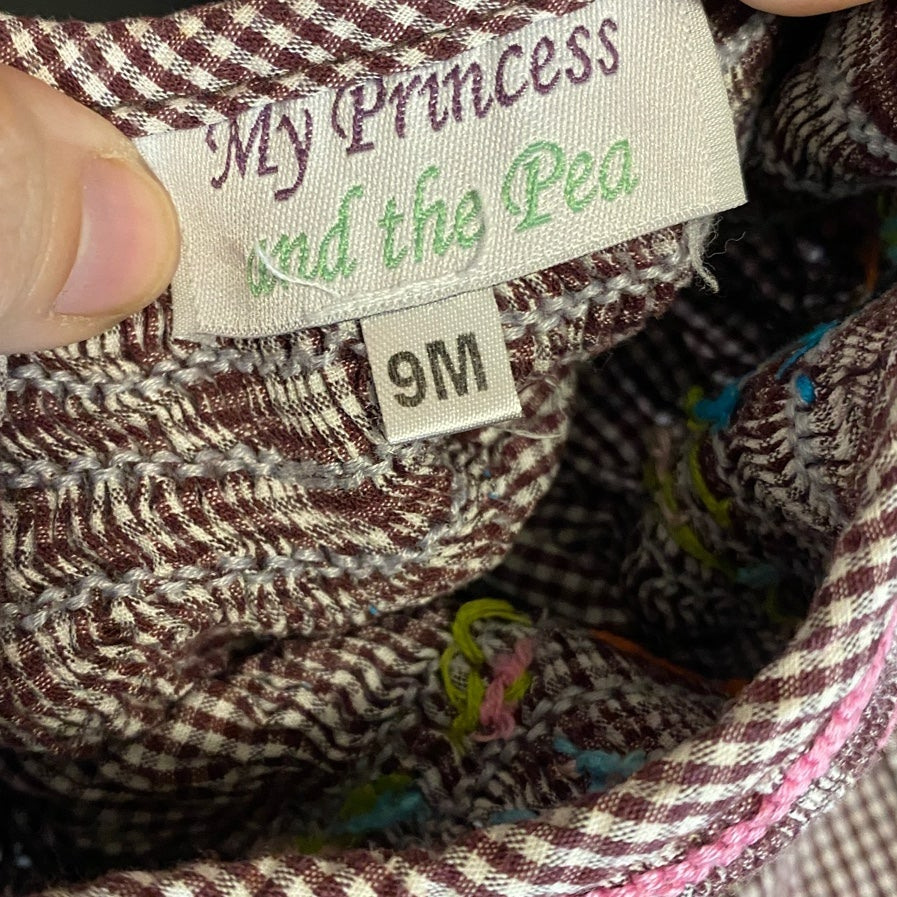 My Princess
and the Pea
9M